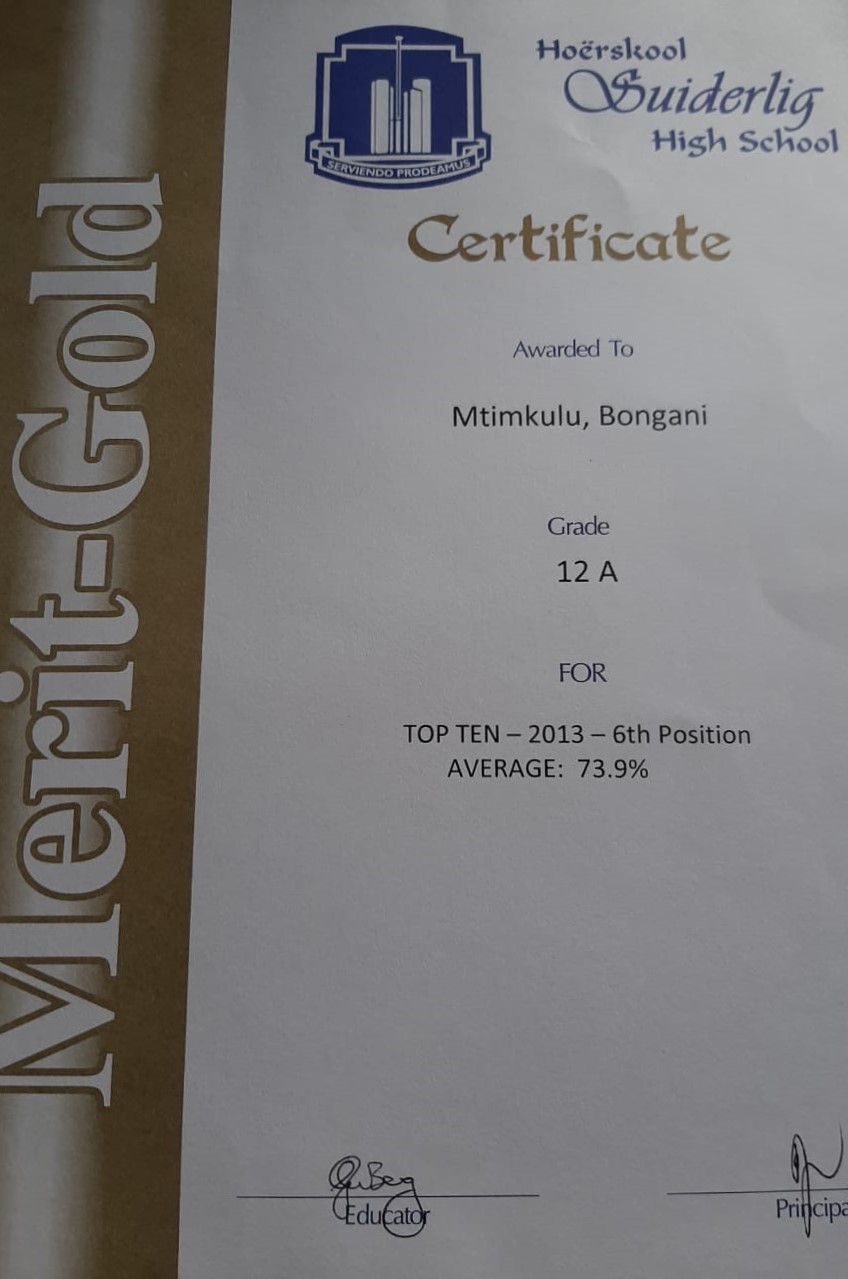 Hoërskool
Suiderlig
High School
SERVIENDO PRODEAMUS
Certificate
Merit-Gold
Awarded To
Mtimkulu, Bongani
Grade
12 A
FOR
TOP TEN – 2013 – 6th Position
AVERAGE: 73.9%
Educator
Principa